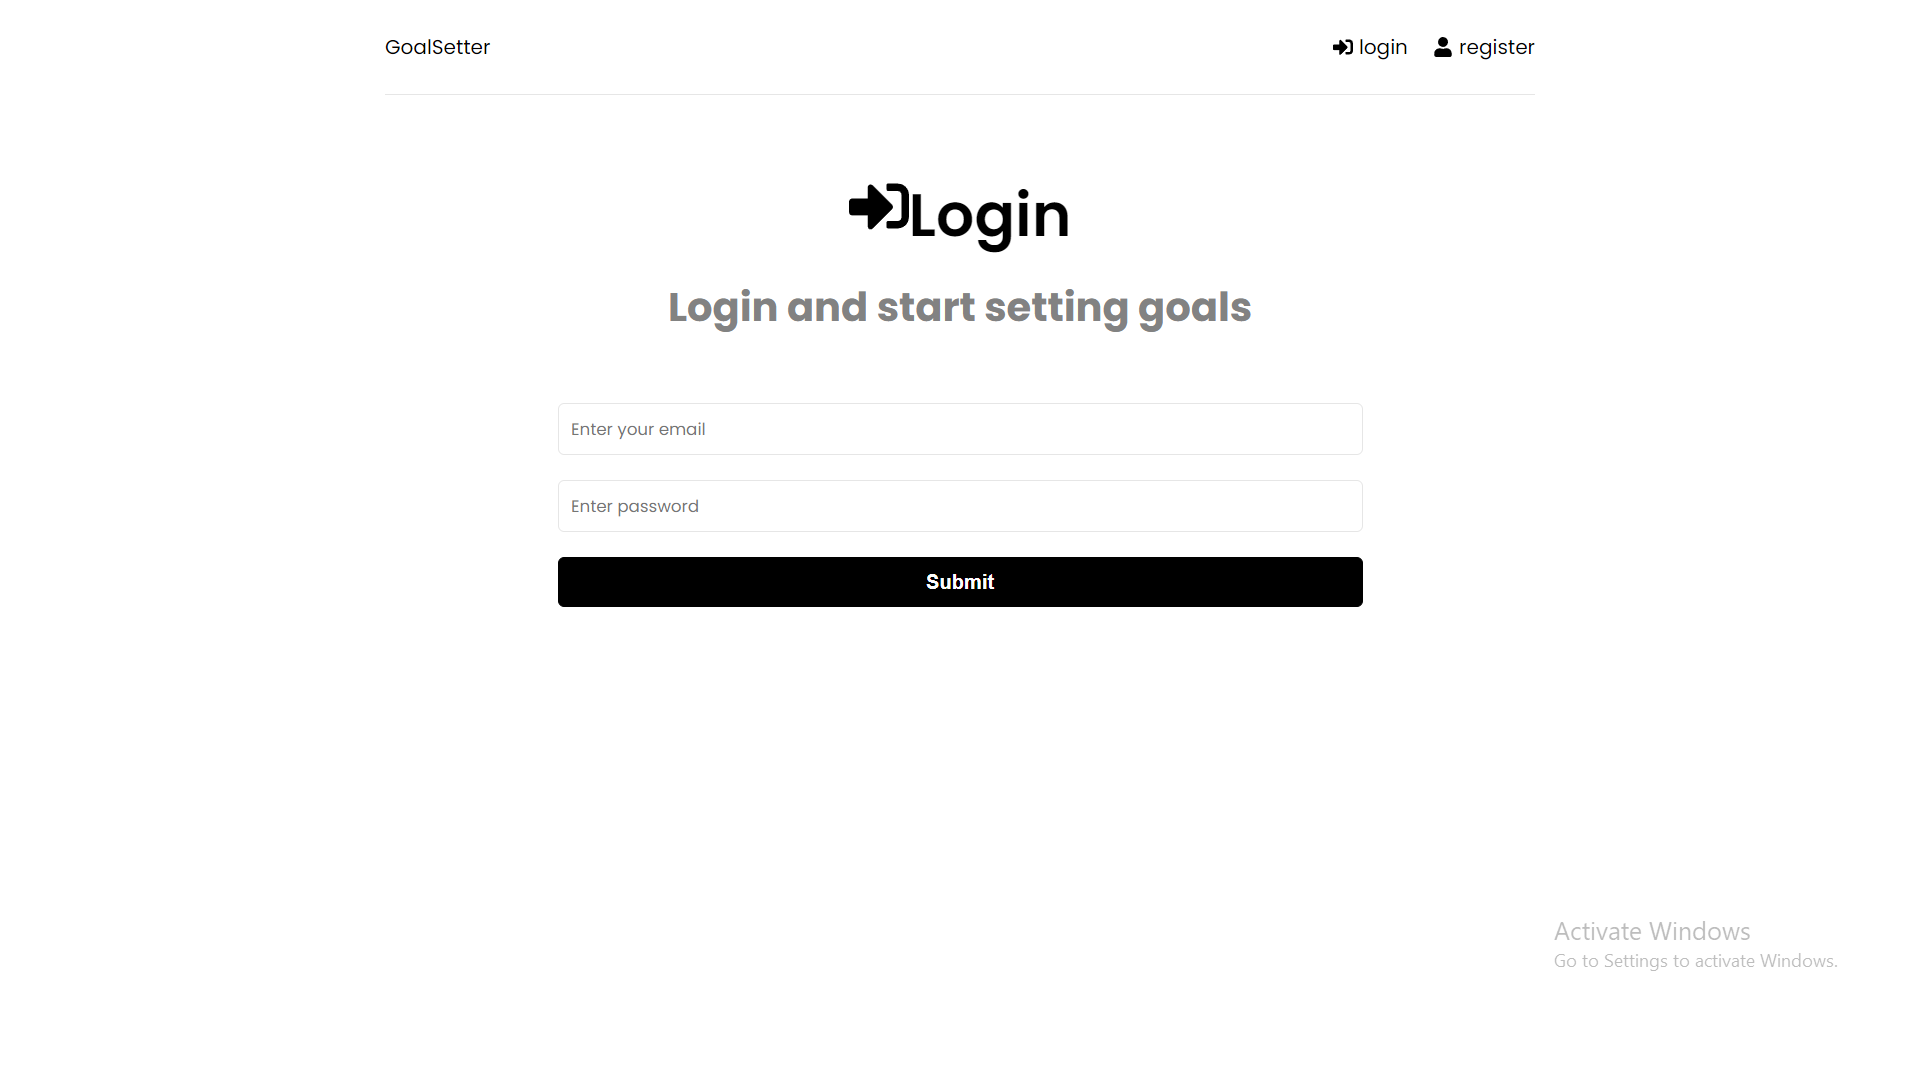 GoalSetter
login
register
Login
Login and start setting goals
Enter your email
Enter password
Submit
Activate Windows
Go to Settings to activate Windows.